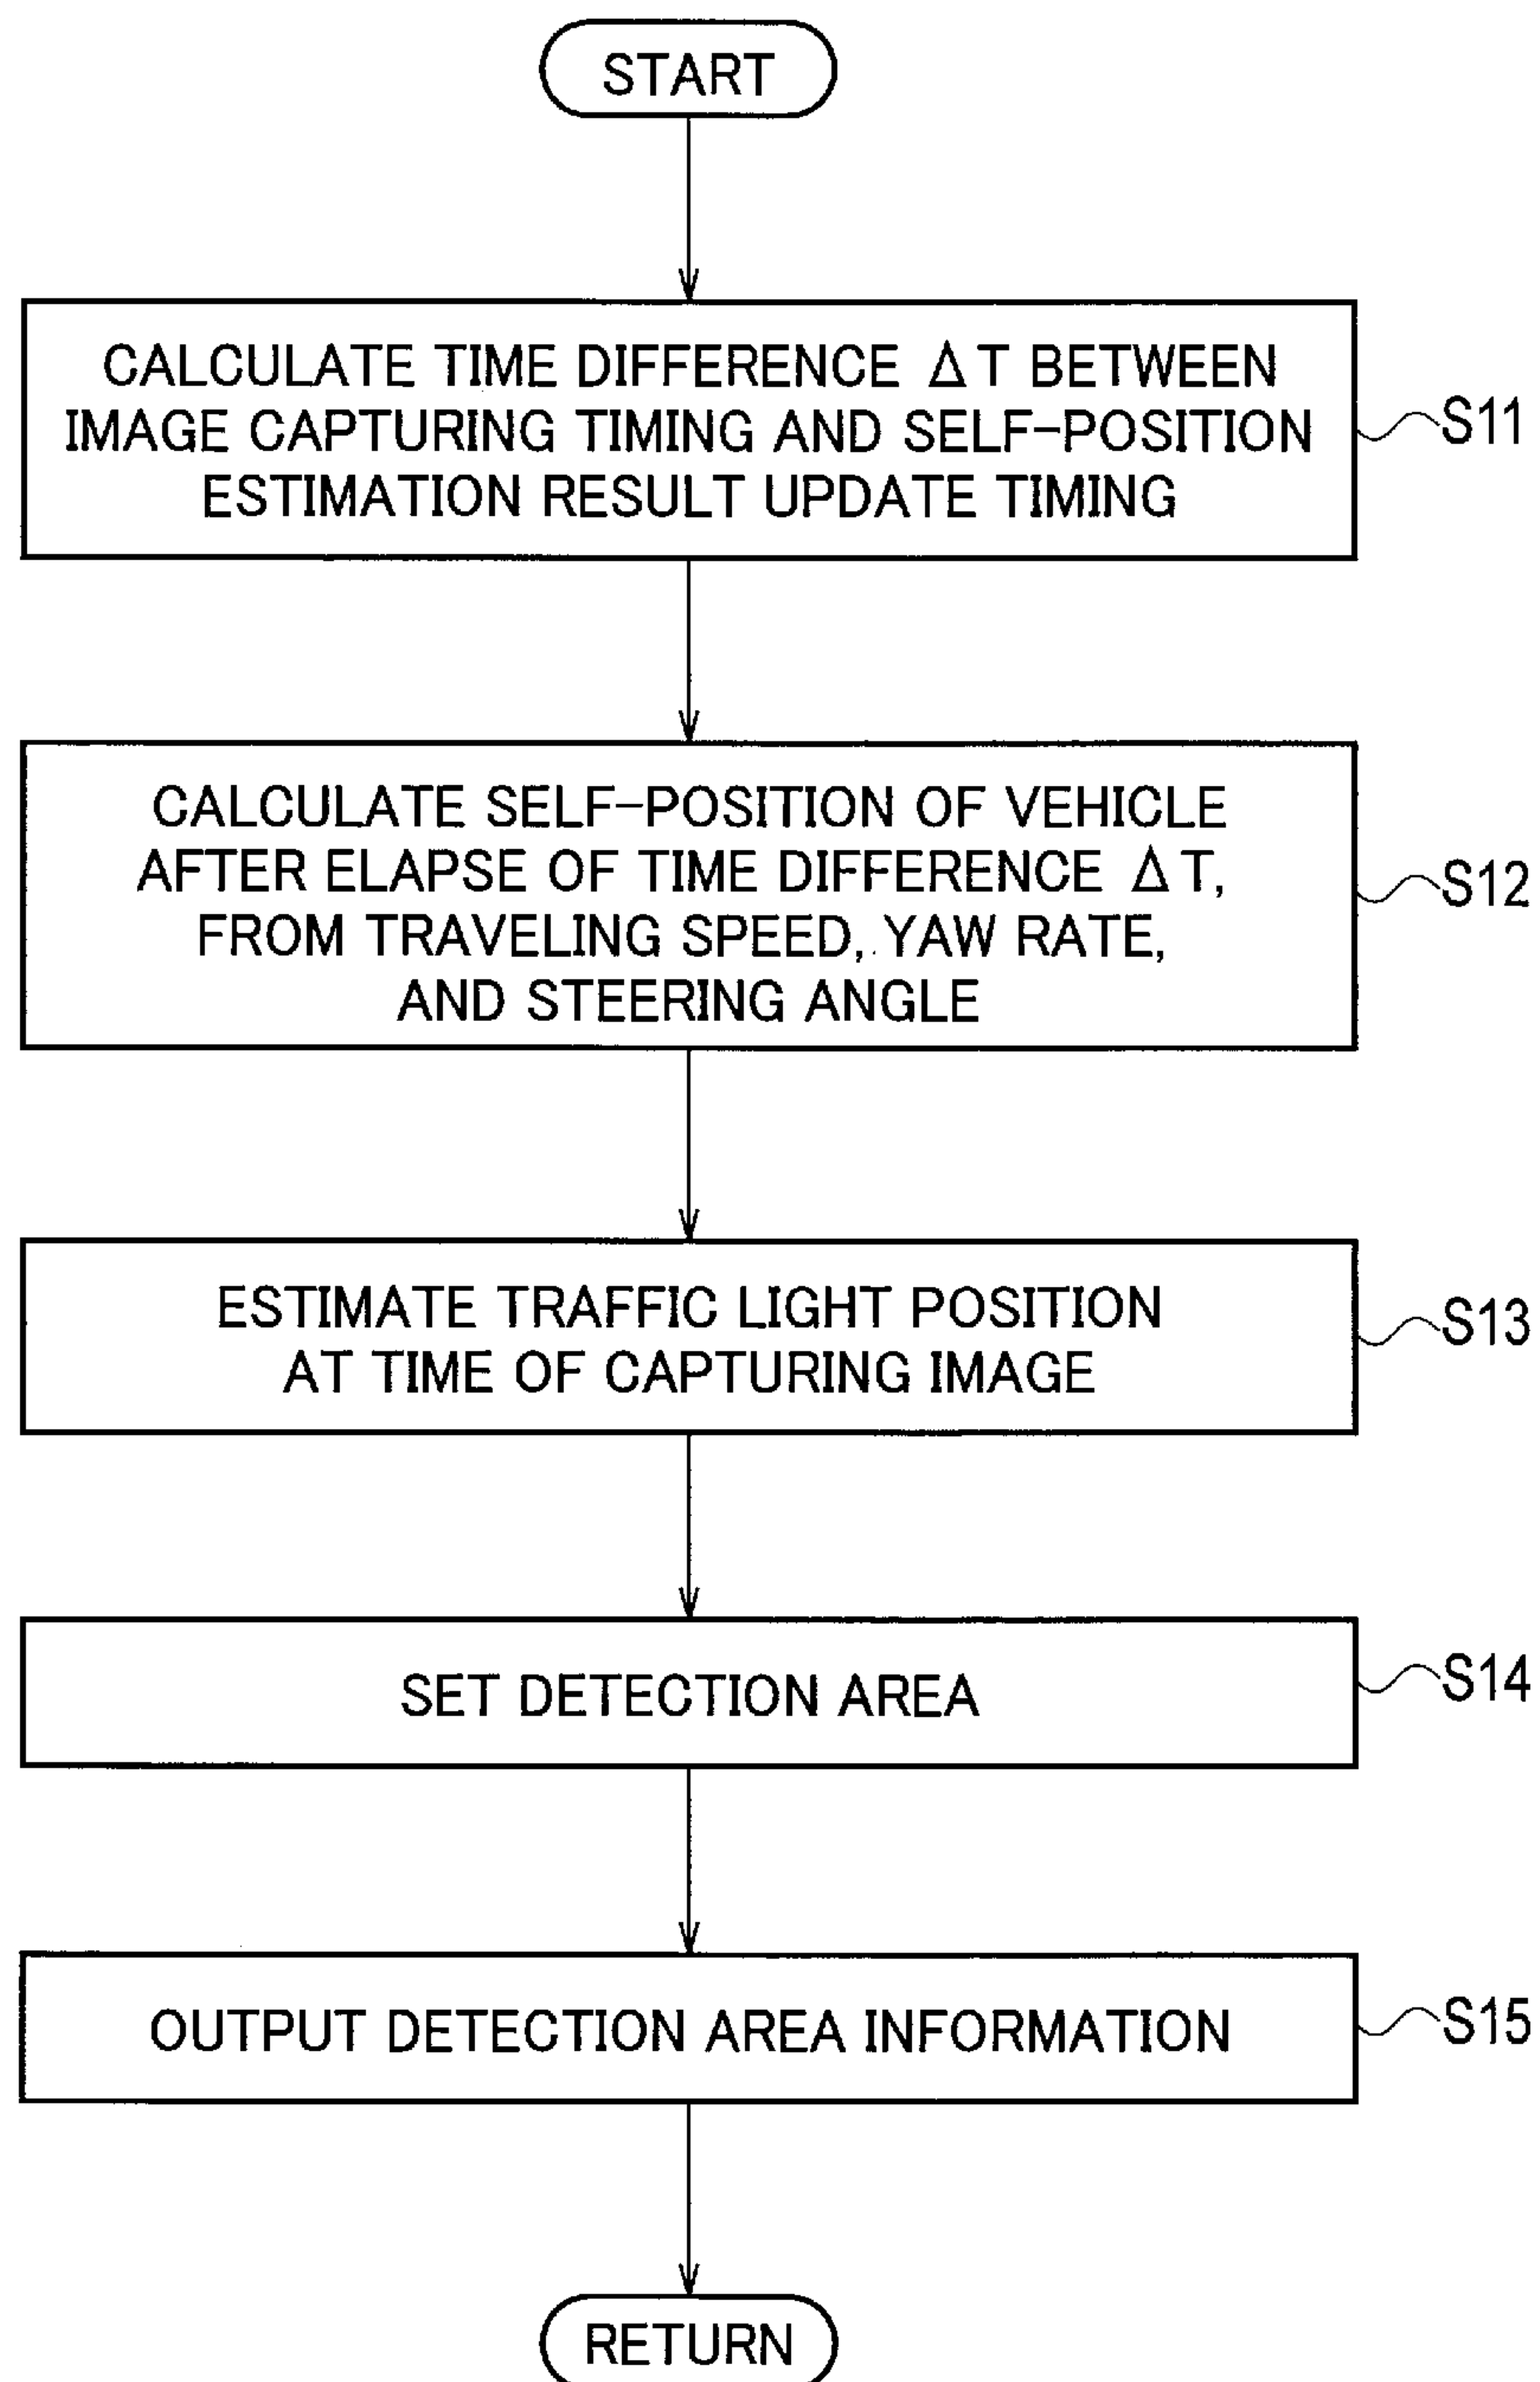 START
CALCULATE TIME DIFFERENCE ΔT BETWEEN
IMAGE CAPTURING TIMING AND SELF-POSITION
ESTIMATION RESULT UPDATE TIMING
S11
CALCULATE SELF-POSITION OF VEHICLE
AFTER ELAPSE OF TIME DIFFERENCE ΔT,
FROM TRAVELING SPEED, YAW RATE,
AND STEERING ANGLE
S12
ESTIMATE TRAFFIC LIGHT POSITION
AT TIME OF CAPTURING IMAGE
S13
SET DETECTION AREA
S14
OUTPUT DETECTION AREA INFORMATION
S15
RETURN